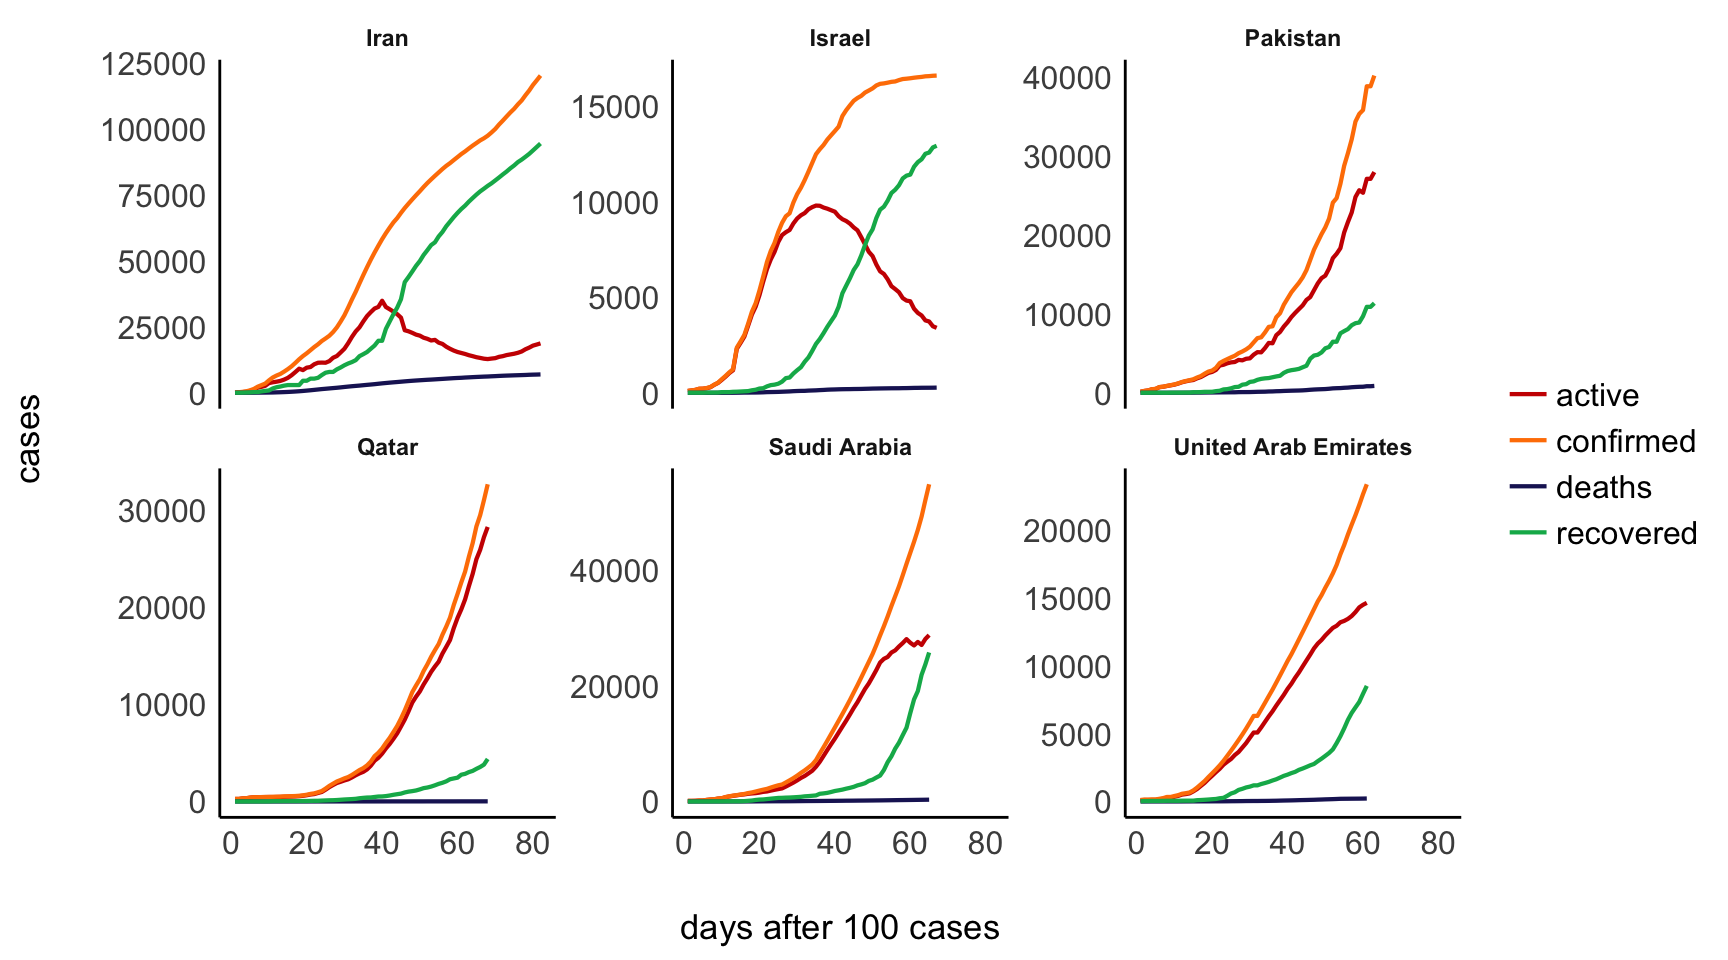 Iran
Israel
Pakistan
125000
100000
75000
50000
25000
0
15000
10000
5000
0
40000
30000
20000
10000
0
cases
Qatar
Saudi Arabia
United Arab Emirates
30000
20000
10000
0
40000
20000
0
20000
15000
10000
5000
0
0 20 40 60 80
0 20 40 60 80
0 20 40 60 80
days after 100 cases
active
confirmed
deaths
recovered